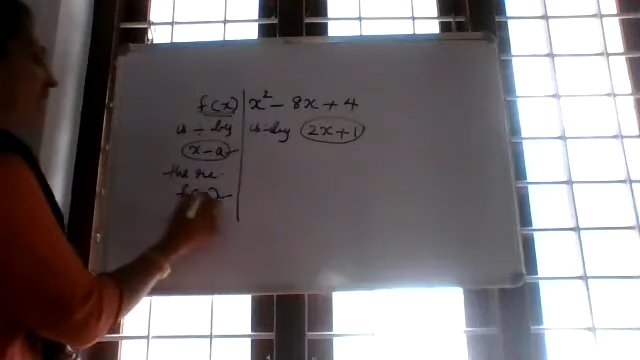 f(x) x² - 8x + 4
is ÷ by is ÷ by 2x+1
x - a
the re.